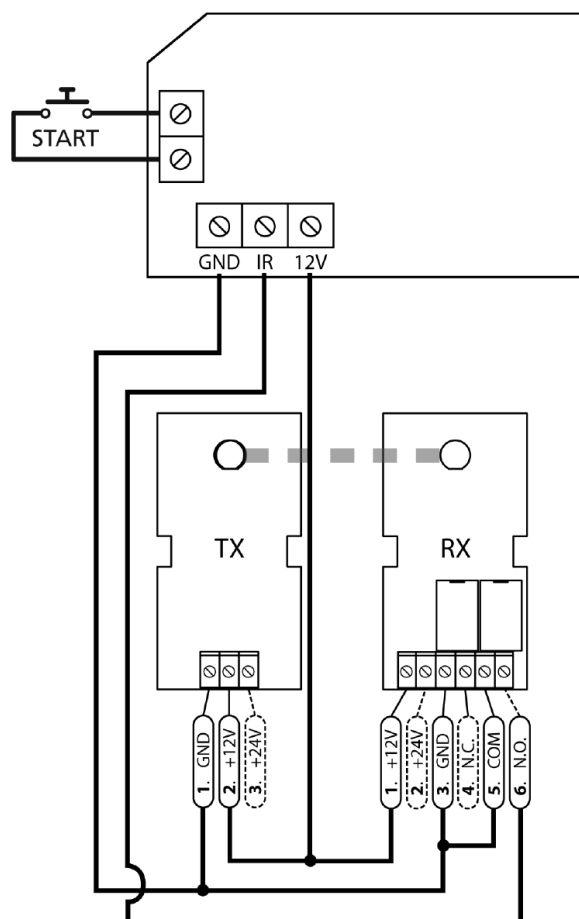 START
GND IR 12V
TX
RX
1. GND
2. +12V
3. +24V
1. +12V
2. +24V
3. GND
4. N.C.
5. COM
6. N.O.